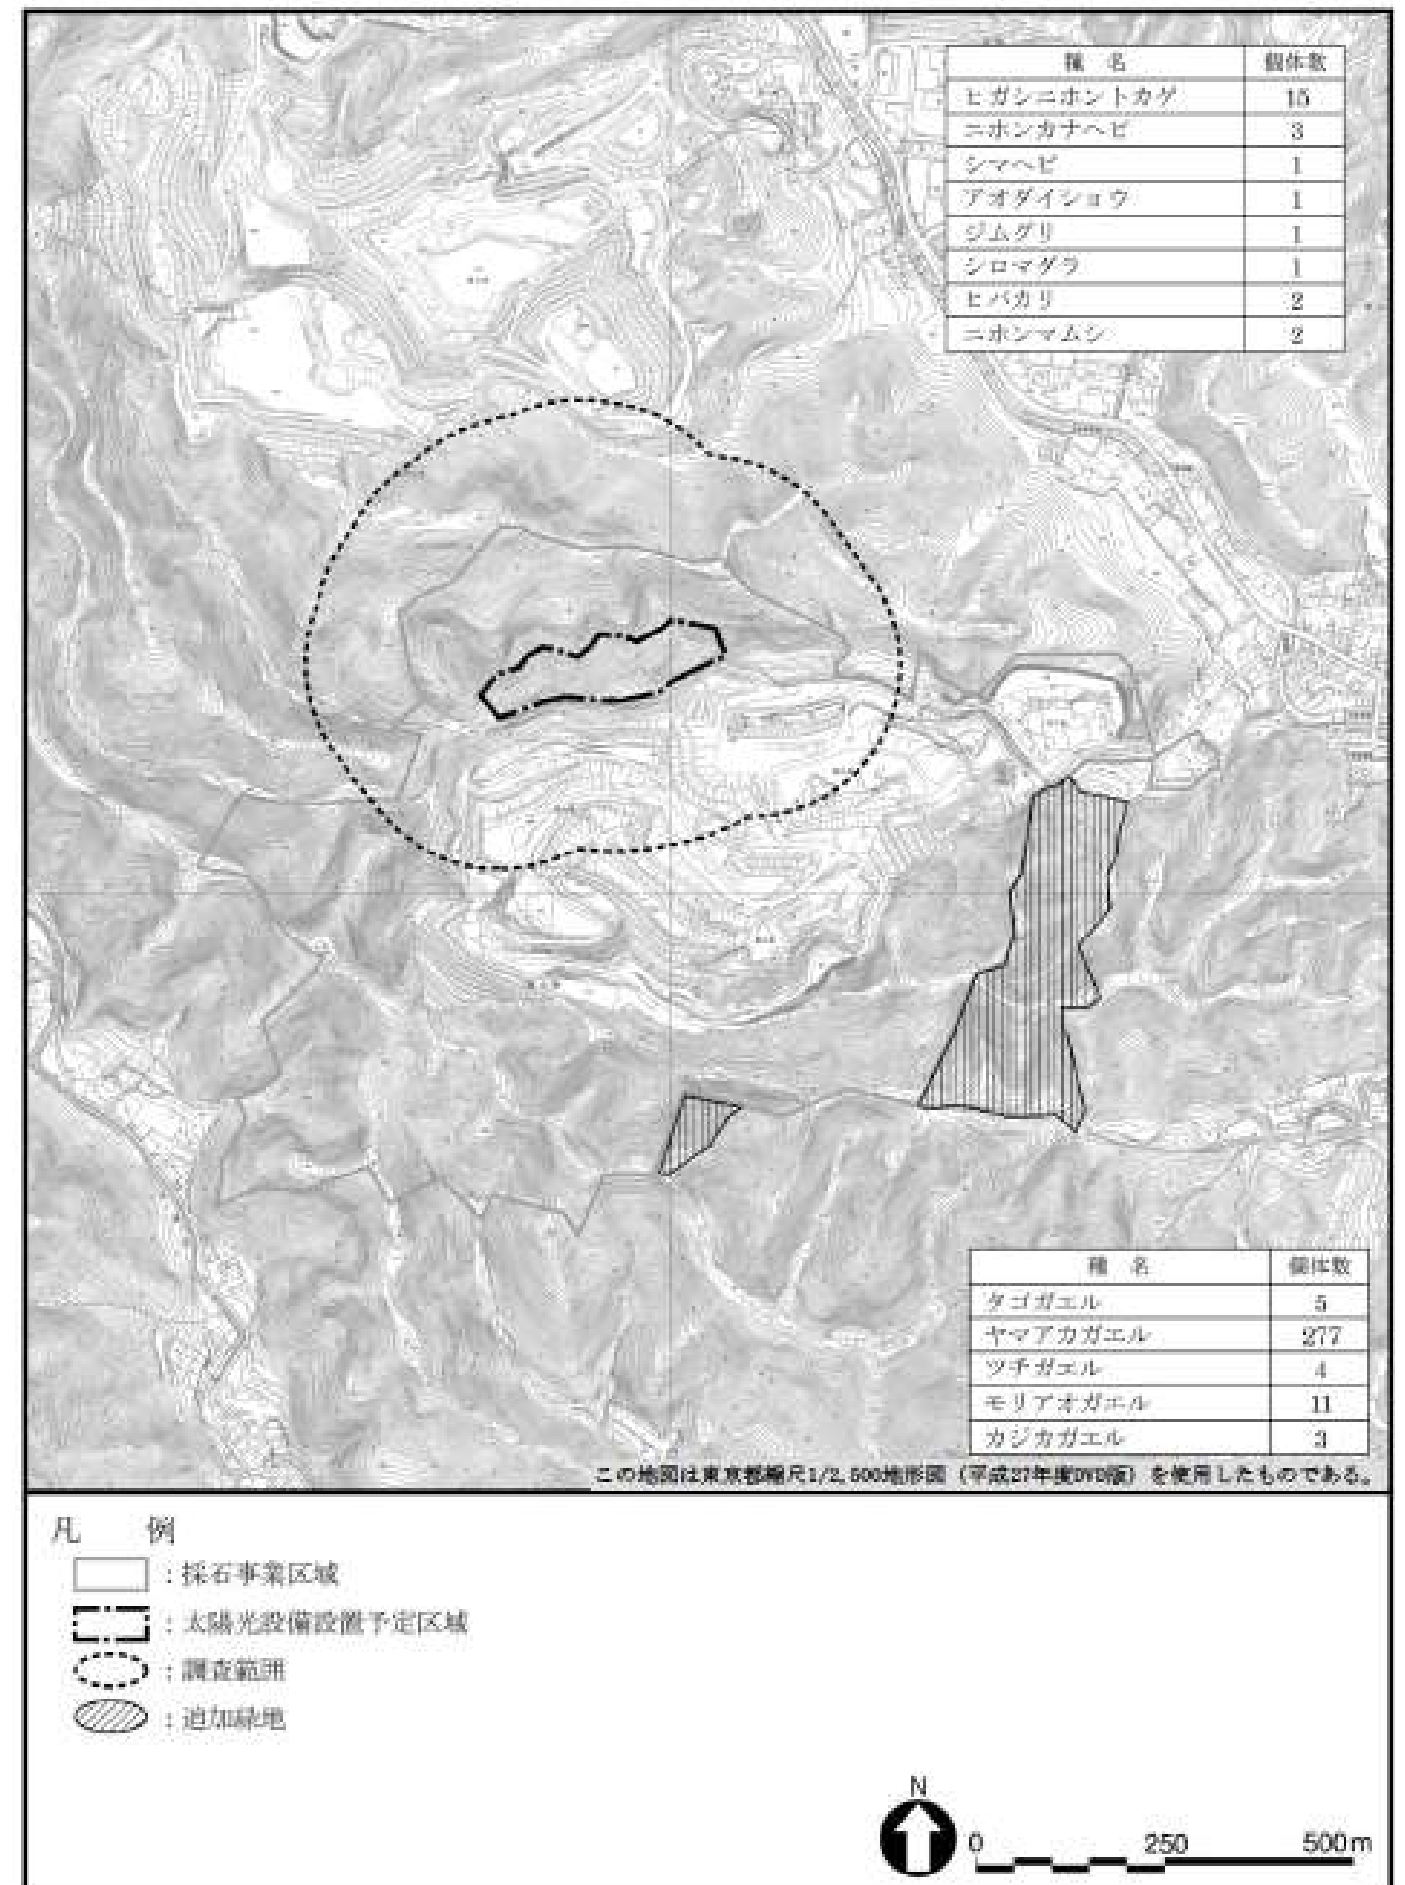 種 名 個体数
ヒガシニホントカゲ 15
ニホンカナヘビ 3
シマヘビ 1
アオダイショウ 1
ジムグリ 1
シロマダラ 1
ヒバカリ 2
ニホンマムシ 2
種 名 個体数
タゴガエル 5
ヤマアカガエル 277
ツチガエル 4
モリアオガエル 11
カジカガエル 3
この地図は東京都縮尺1/2,500地形図(平成27年度DVD版)を使用したものである。
凡 例
:採石事業区域
:太陽光設備設置予定区域
:調査範囲
:追加緑地
N
0 250 500m